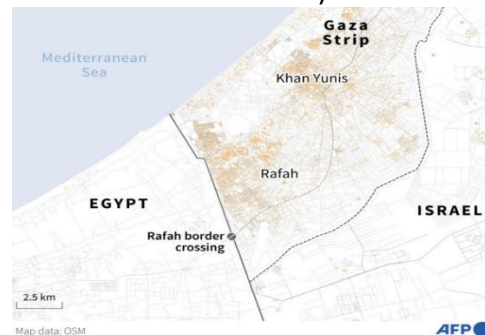 Gaza
Strip
Mediterranean
Sea
Khan Yunis
Rafah
EGYPT
ISRAEL
Rafah border
crossing
2.5 km
Map data: OSM
AFP